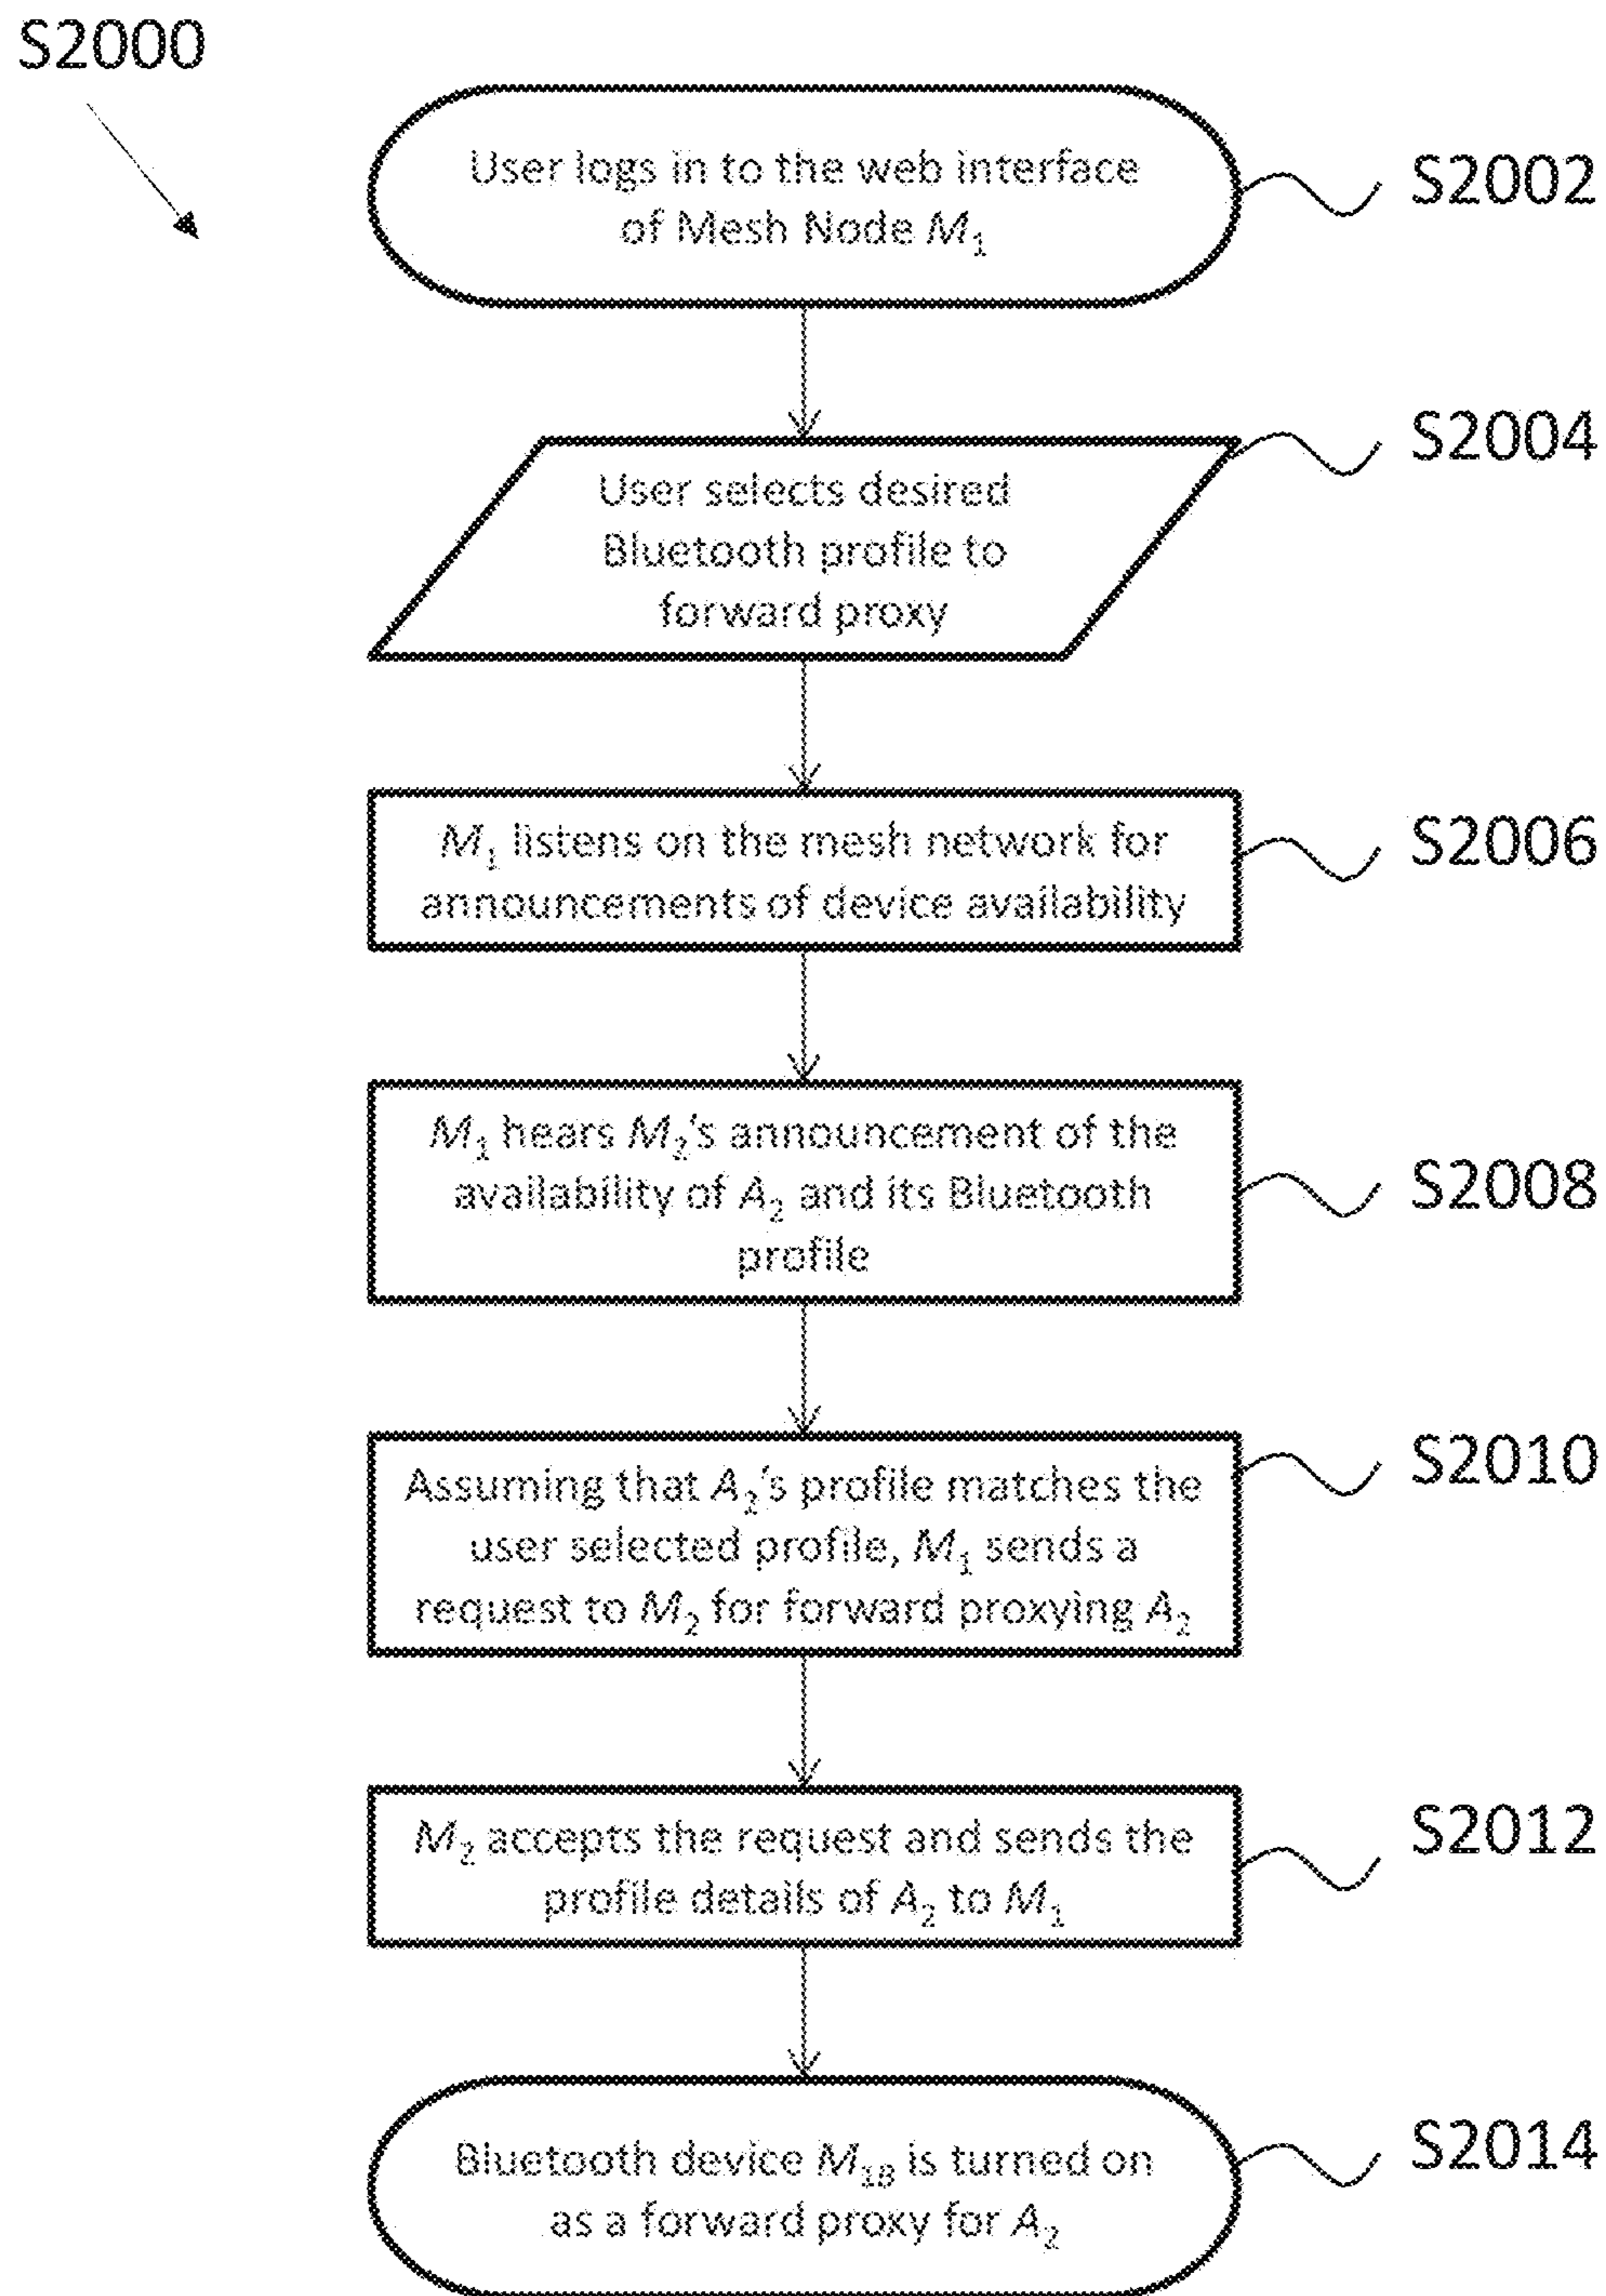 S2000
User logs in to the web interface
of Mesh Node M₁
S2002
User selects desired
Bluetooth profile to
forward proxy
S2004
M₁ listens on the mesh network for
announcements of device availability
S2006
M₁ hears M₂'s announcement of the
availability of A₂ and its Bluetooth
profile
S2008
Assuming that A₂'s profile matches the
user selected profile, M₁ sends a
request to M₂ for forward proxying A₂
S2010
M₂ accepts the request and sends the
profile details of A₂ to M₁
S2012
Bluetooth device M₁B is turned on
as a forward proxy for A₂
S2014